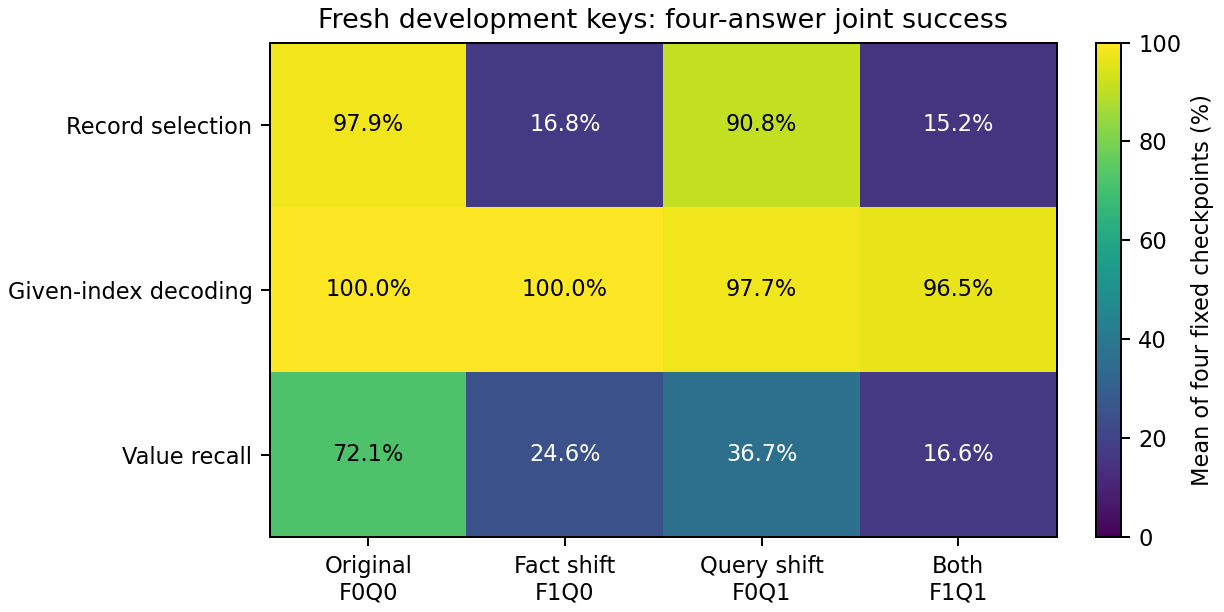 Fresh development keys: four-answer joint success
Record selection
97.9%
16.8%
90.8%
15.2%
Given-index decoding
100.0%
100.0%
97.7%
96.5%
Value recall
72.1%
24.6%
36.7%
16.6%
Original
F0Q0
Fact shift
F1Q0
Query shift
F0Q1
Both
F1Q1
100
80
60
40
20
0
Mean of four fixed checkpoints (%)